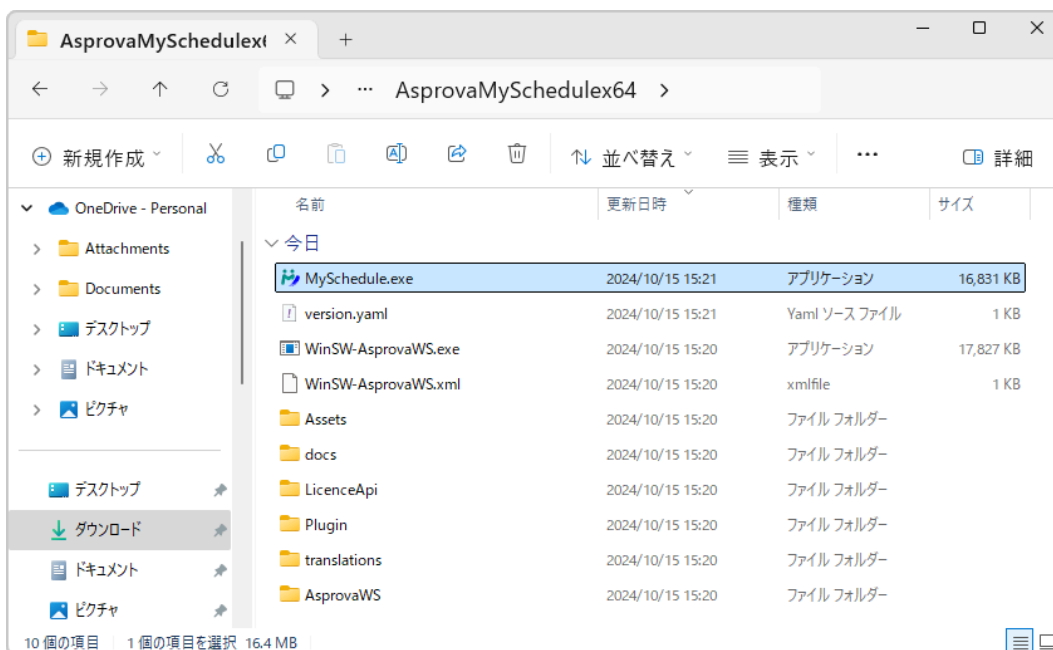 AsprovaMySchedulex6
AsprovaMySchedulex64
新規作成
並べ替え
表示
詳細
OneDrive - Personal
Attachments
Documents
デスクトップ
ドキュメント
ピクチャ
デスクトップ
ダウンロード
ドキュメント
ピクチャ
名前 更新日時 種類 サイズ
今日
MySchedule.exe 2024/10/15 15:21 アプリケーション 16,831 KB
version.yaml 2024/10/15 15:21 Yaml ソース ファイル 1 KB
WinSW-AsprovaWS.exe 2024/10/15 15:20 アプリケーション 17,827 KB
WinSW-AsprovaWS.xml 2024/10/15 15:20 xmlfile 1 KB
Assets 2024/10/15 15:20 ファイル フォルダー
docs 2024/10/15 15:20 ファイル フォルダー
LicenceApi 2024/10/15 15:20 ファイル フォルダー
Plugin 2024/10/15 15:20 ファイル フォルダー
translations 2024/10/15 15:20 ファイル フォルダー
AsprovaWS 2024/10/15 15:20 ファイル フォルダー
10 個の項目 1 個の項目を選択 16.4 MB